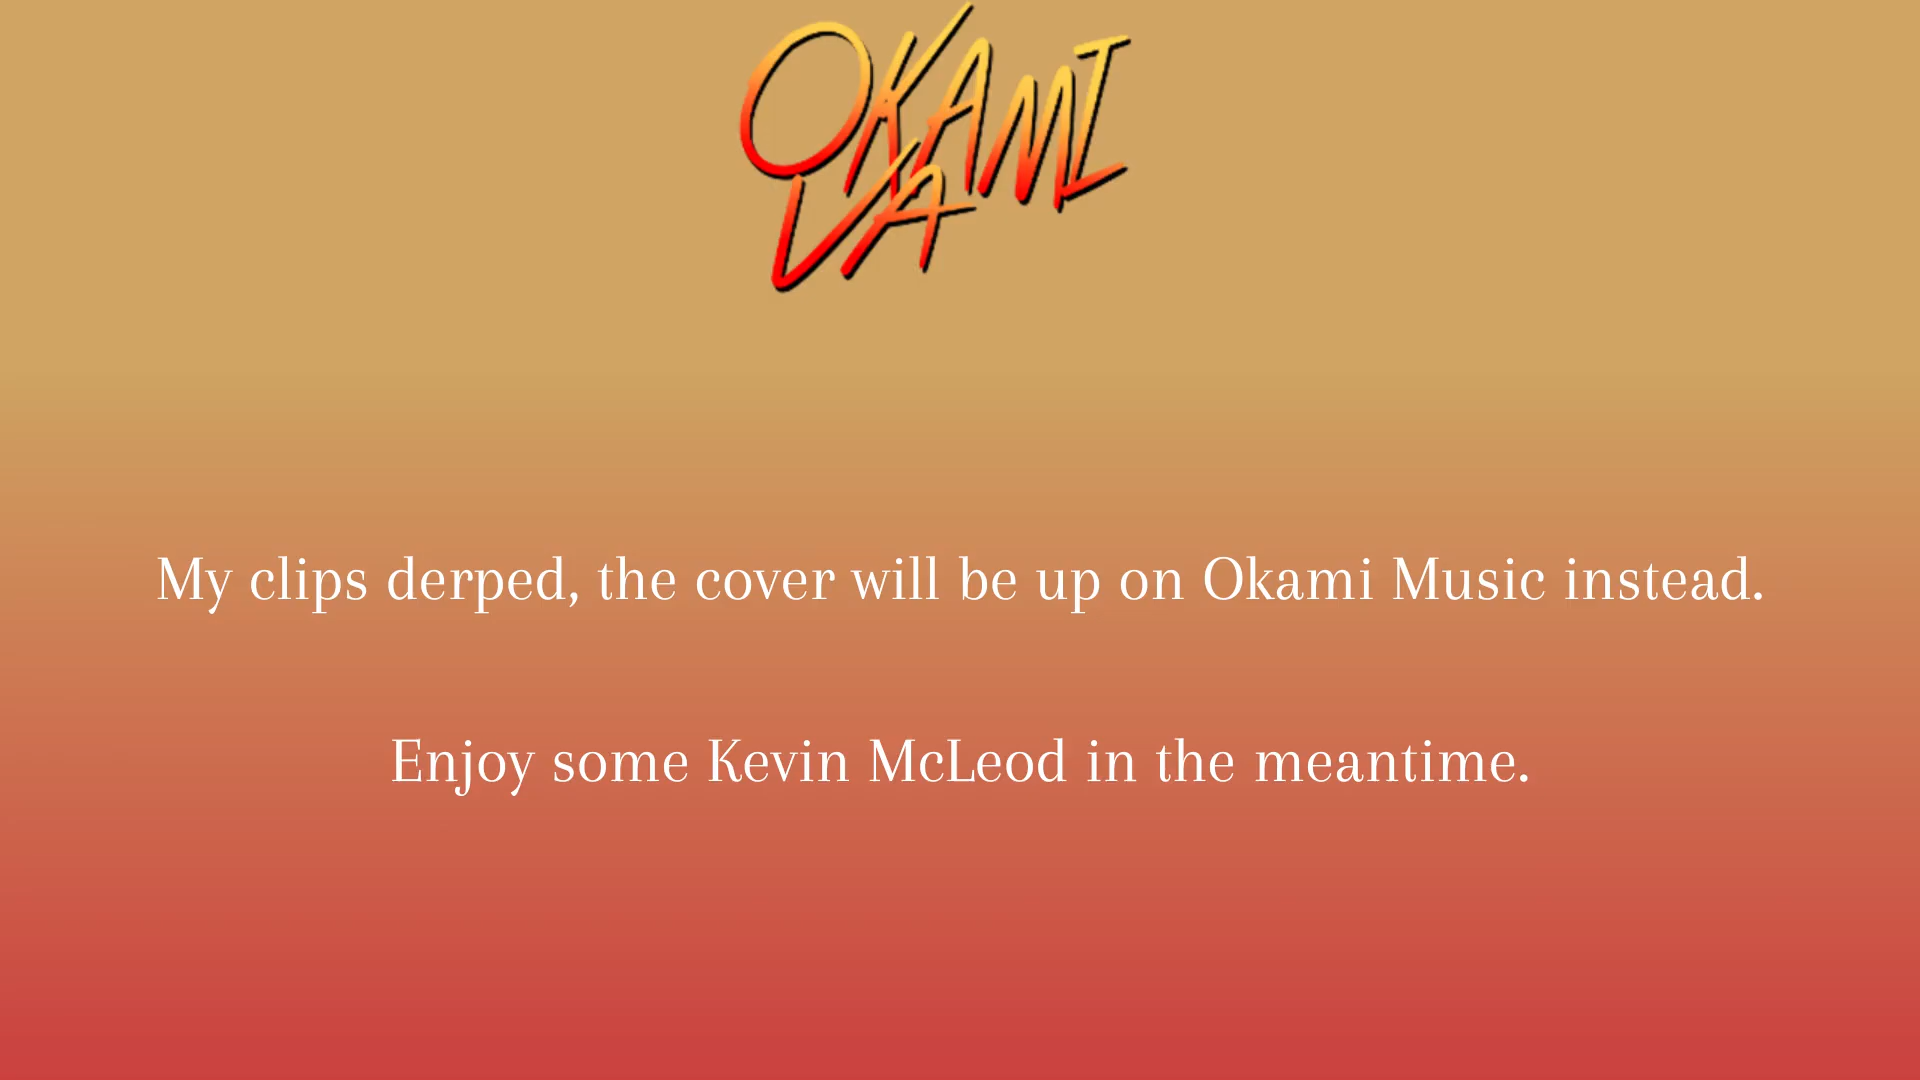 OKAMI
VA
My clips derped, the cover will be up on Okami Music instead.
Enjoy some Kevin McLeod in the meantime.